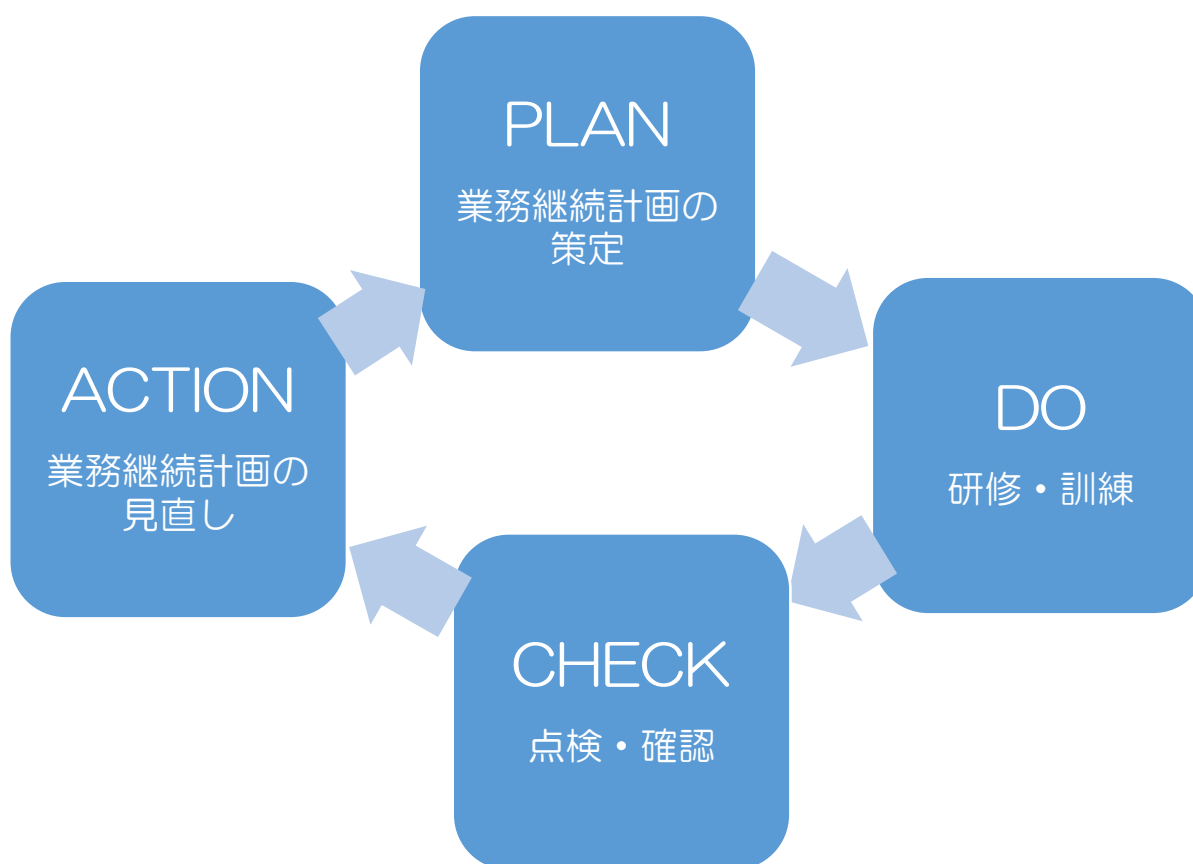 PLAN
業務継続計画の
策定
DO
研修・訓練
CHECK
点検・確認
ACTION
業務継続計画の
見直し